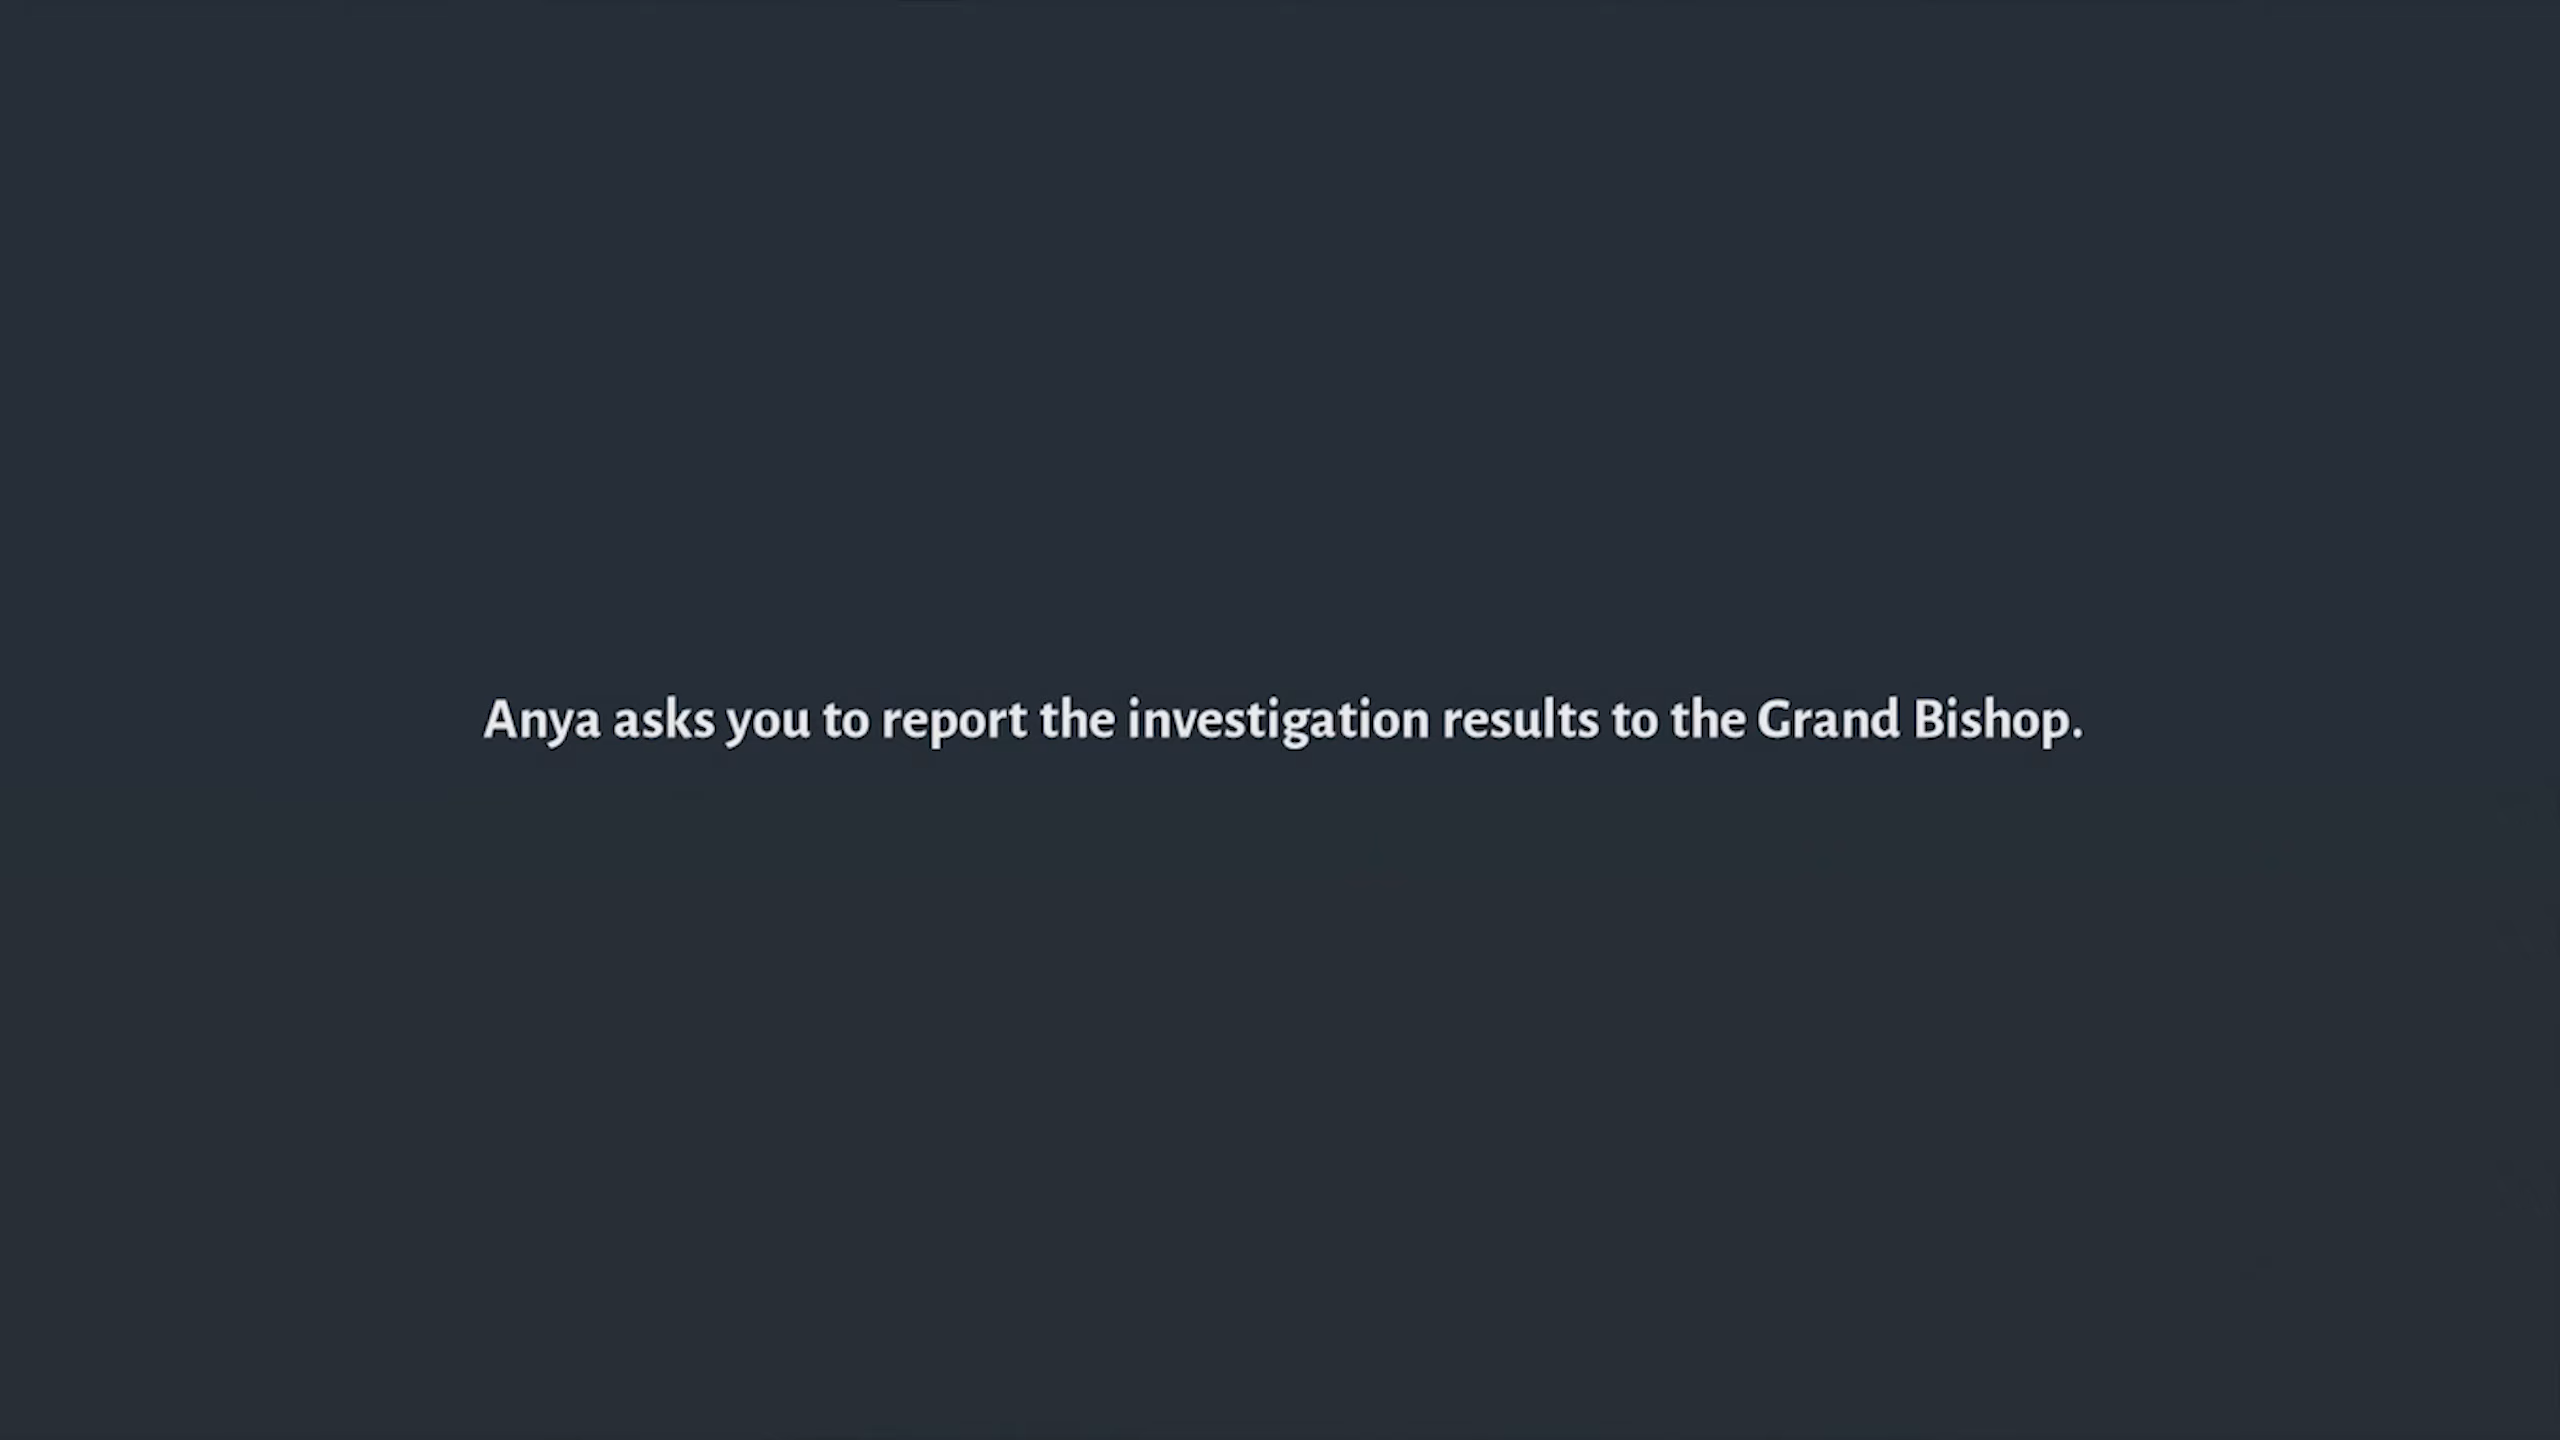 Anya asks you to report the investigation results to the Grand Bishop.